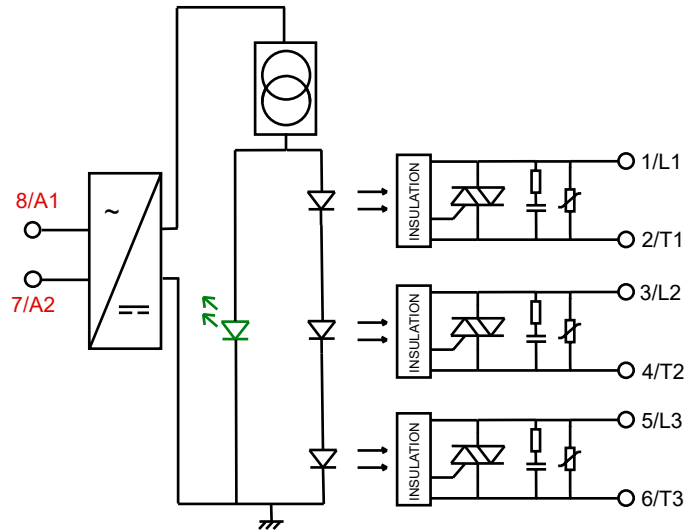 8/A1
7/A2
~
INSULATION
1/L1
2/T1
INSULATION
3/L2
4/T2
INSULATION
5/L3
6/T3